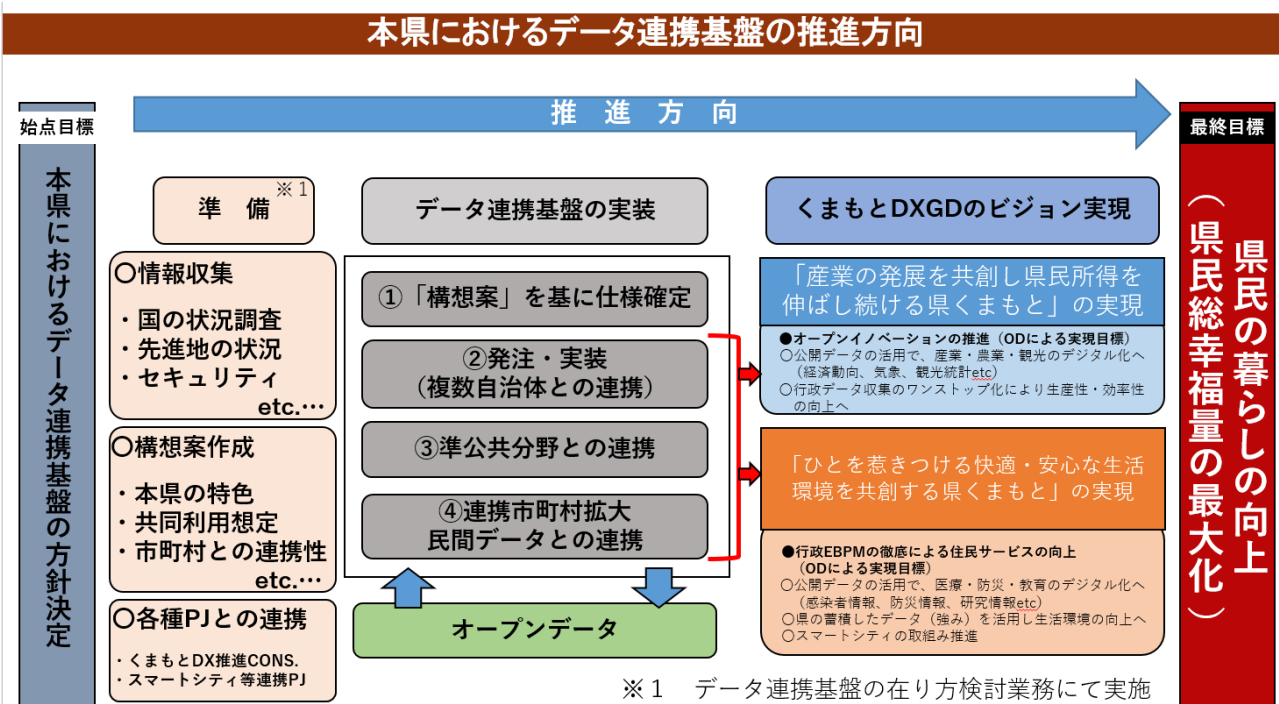 本県におけるデータ連携基盤の推進方向
推進方向
始点目標
本県におけるデータ連携基盤の方針決定
準　備
※1
〇情報収集
・国の状況調査
・先進地の状況
・セキュリティ
etc.…
〇構想案作成
・本県の特色
・共同利用想定
・市町村との連携性
etc.…
〇各種PJとの連携
・くまもとDX推進CONS.
・スマートシティ等連携PJ
データ連携基盤の実装
①「構想案」を基に仕様確定
②発注・実装
（複数自治体との連携）
③準公共分野との連携
④連携市町村拡大
民間データとの連携
オープンデータ
くまもとDXGDのビジョン実現
「産業の発展を共創し県民所得を
伸ばし続ける県くまもと」の実現
●オープンイノベーションの推進（ODによる実現目標）
〇公開データの活用で、産業・農業・観光のデジタル化へ
（経済動向、気象、観光統計etc)
〇行政データ収集のワンストップ化により生産性・効率性
の向上へ
「ひとを惹きつける快適・安心な生活
環境を共創する県くまもと」の実現
●行政EBPMの徹底による住民サービスの向上
（ODによる実現目標）
〇公開データの活用で、医療・防災・教育のデジタル化へ
（感染者情報、防災情報、研究情報etc)
〇県の蓄積したデータ（強み）を活用し生活環境の向上へ
〇スマートシティの取組み推進
最終目標
県民の暮らしの向上
（県民総幸福量の最大化）
※１　データ連携基盤の在り方検討業務にて実施